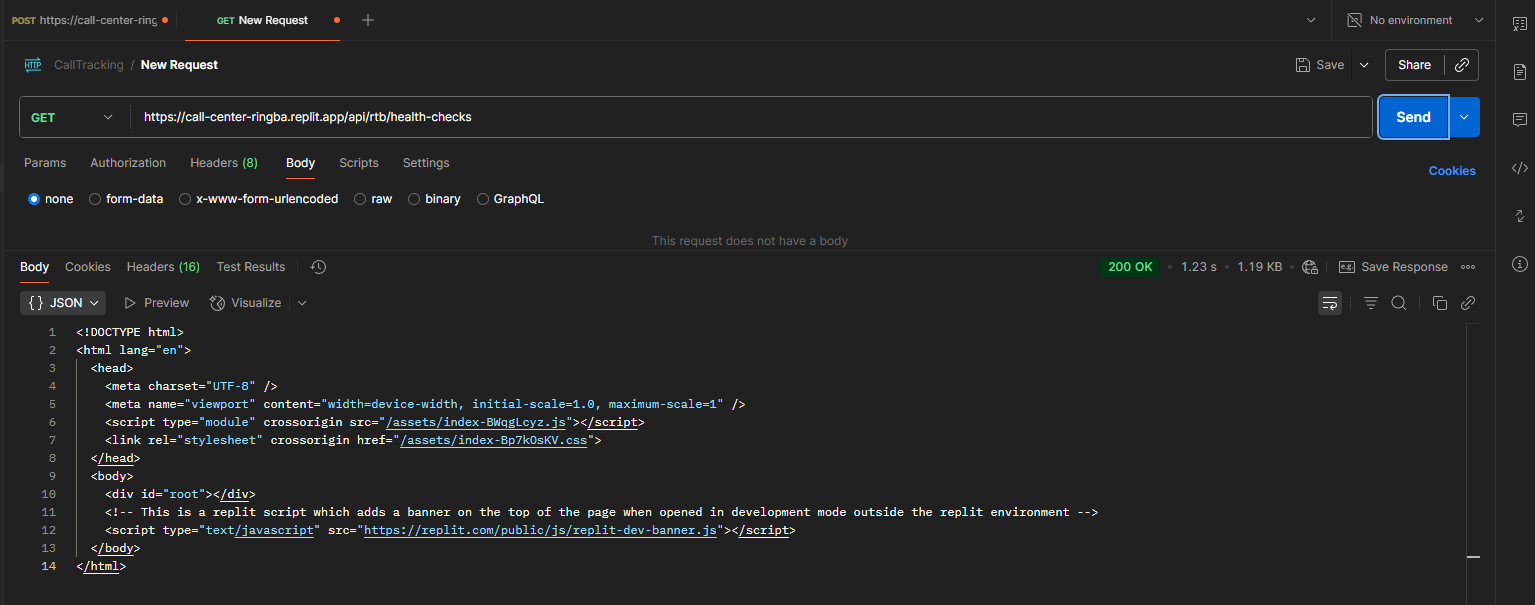 POST https://call-center-ring
GET New Request
No environment
HTTP CallTracking / New Request
Save
Share
GET
https://call-center-ringba.replit.app/api/rtb/health-checks
Send
Params Authorization Headers (8) Body Scripts Settings
Cookies
none form-data x-www-form-urlencoded raw binary GraphQL
This request does not have a body
Body Cookies Headers (16) Test Results
200 OK • 1.23 s • 1.19 KB • e.g. Save Response
{} JSON Preview Visualize
1 <!DOCTYPE html>
2 <html lang="en">
3 <head>
4 <meta charset="UTF-8" />
5 <meta name="viewport" content="width=device-width, initial-scale=1.0, maximum-scale=1" />
6 <script type="module" crossorigin src="/assets/index-BWqgLcyz.js"></script>
7 <link rel="stylesheet" crossorigin href="/assets/index-Bp7kOsKV.css">
8 </head>
9 <body>
10 <div id="root"></div>
11 <!-- This is a replit script which adds a banner on the top of the page when opened in development mode outside the replit environment -->
12 <script type="text/javascript" src="https://replit.com/public/js/replit-dev-banner.js"></script>
13 </body>
14 </html>